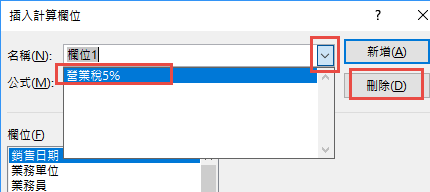 插入計算欄位
名稱(N): 欄位1 新增(A)
營業稅5%
公式(M): 刪除(D)
欄位(F)
銷售日期
業務單位
業務員